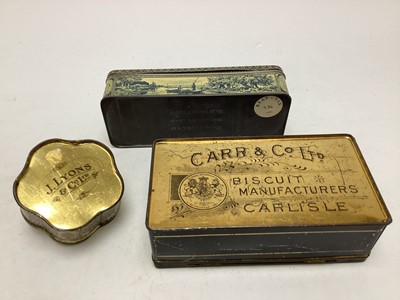 J. LYONS
& Co. LTD
CARR & Co. LTD
BISCUIT
MANUFACTURERS
CARLISLE